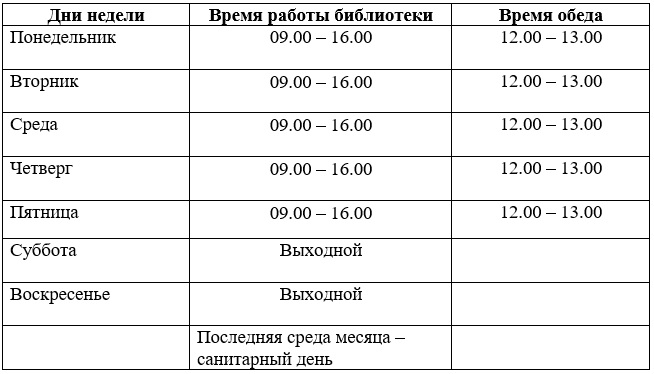 Дни недели Время работы библиотеки Время обеда
Понедельник 09.00 – 16.00 12.00 – 13.00
Вторник 09.00 – 16.00 12.00 – 13.00
Среда 09.00 – 16.00 12.00 – 13.00
Четверг 09.00 – 16.00 12.00 – 13.00
Пятница 09.00 – 16.00 12.00 – 13.00
Суббота Выходной
Воскресенье Выходной
Последняя среда месяца –
санитарный день